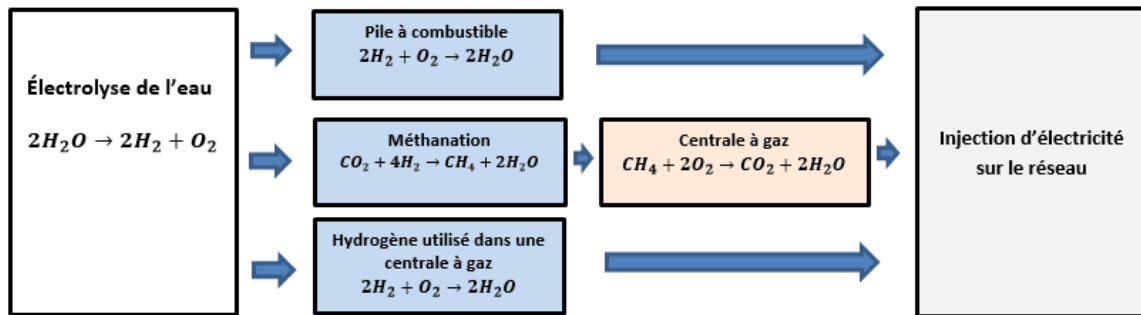 Électrolyse de l'eau
2H₂O → 2H₂ + O₂
Pile à combustible
2H₂ + O₂ → 2H₂O
Méthanation
CO₂ + 4H₂ → CH₄ + 2H₂O
Centrale à gaz
CH₄ + 2O₂ → CO₂ + 2H₂O
Hydrogène utilisé dans une
centrale à gaz
2H₂ + O₂ → 2H₂O
Injection d'électricité
sur le réseau